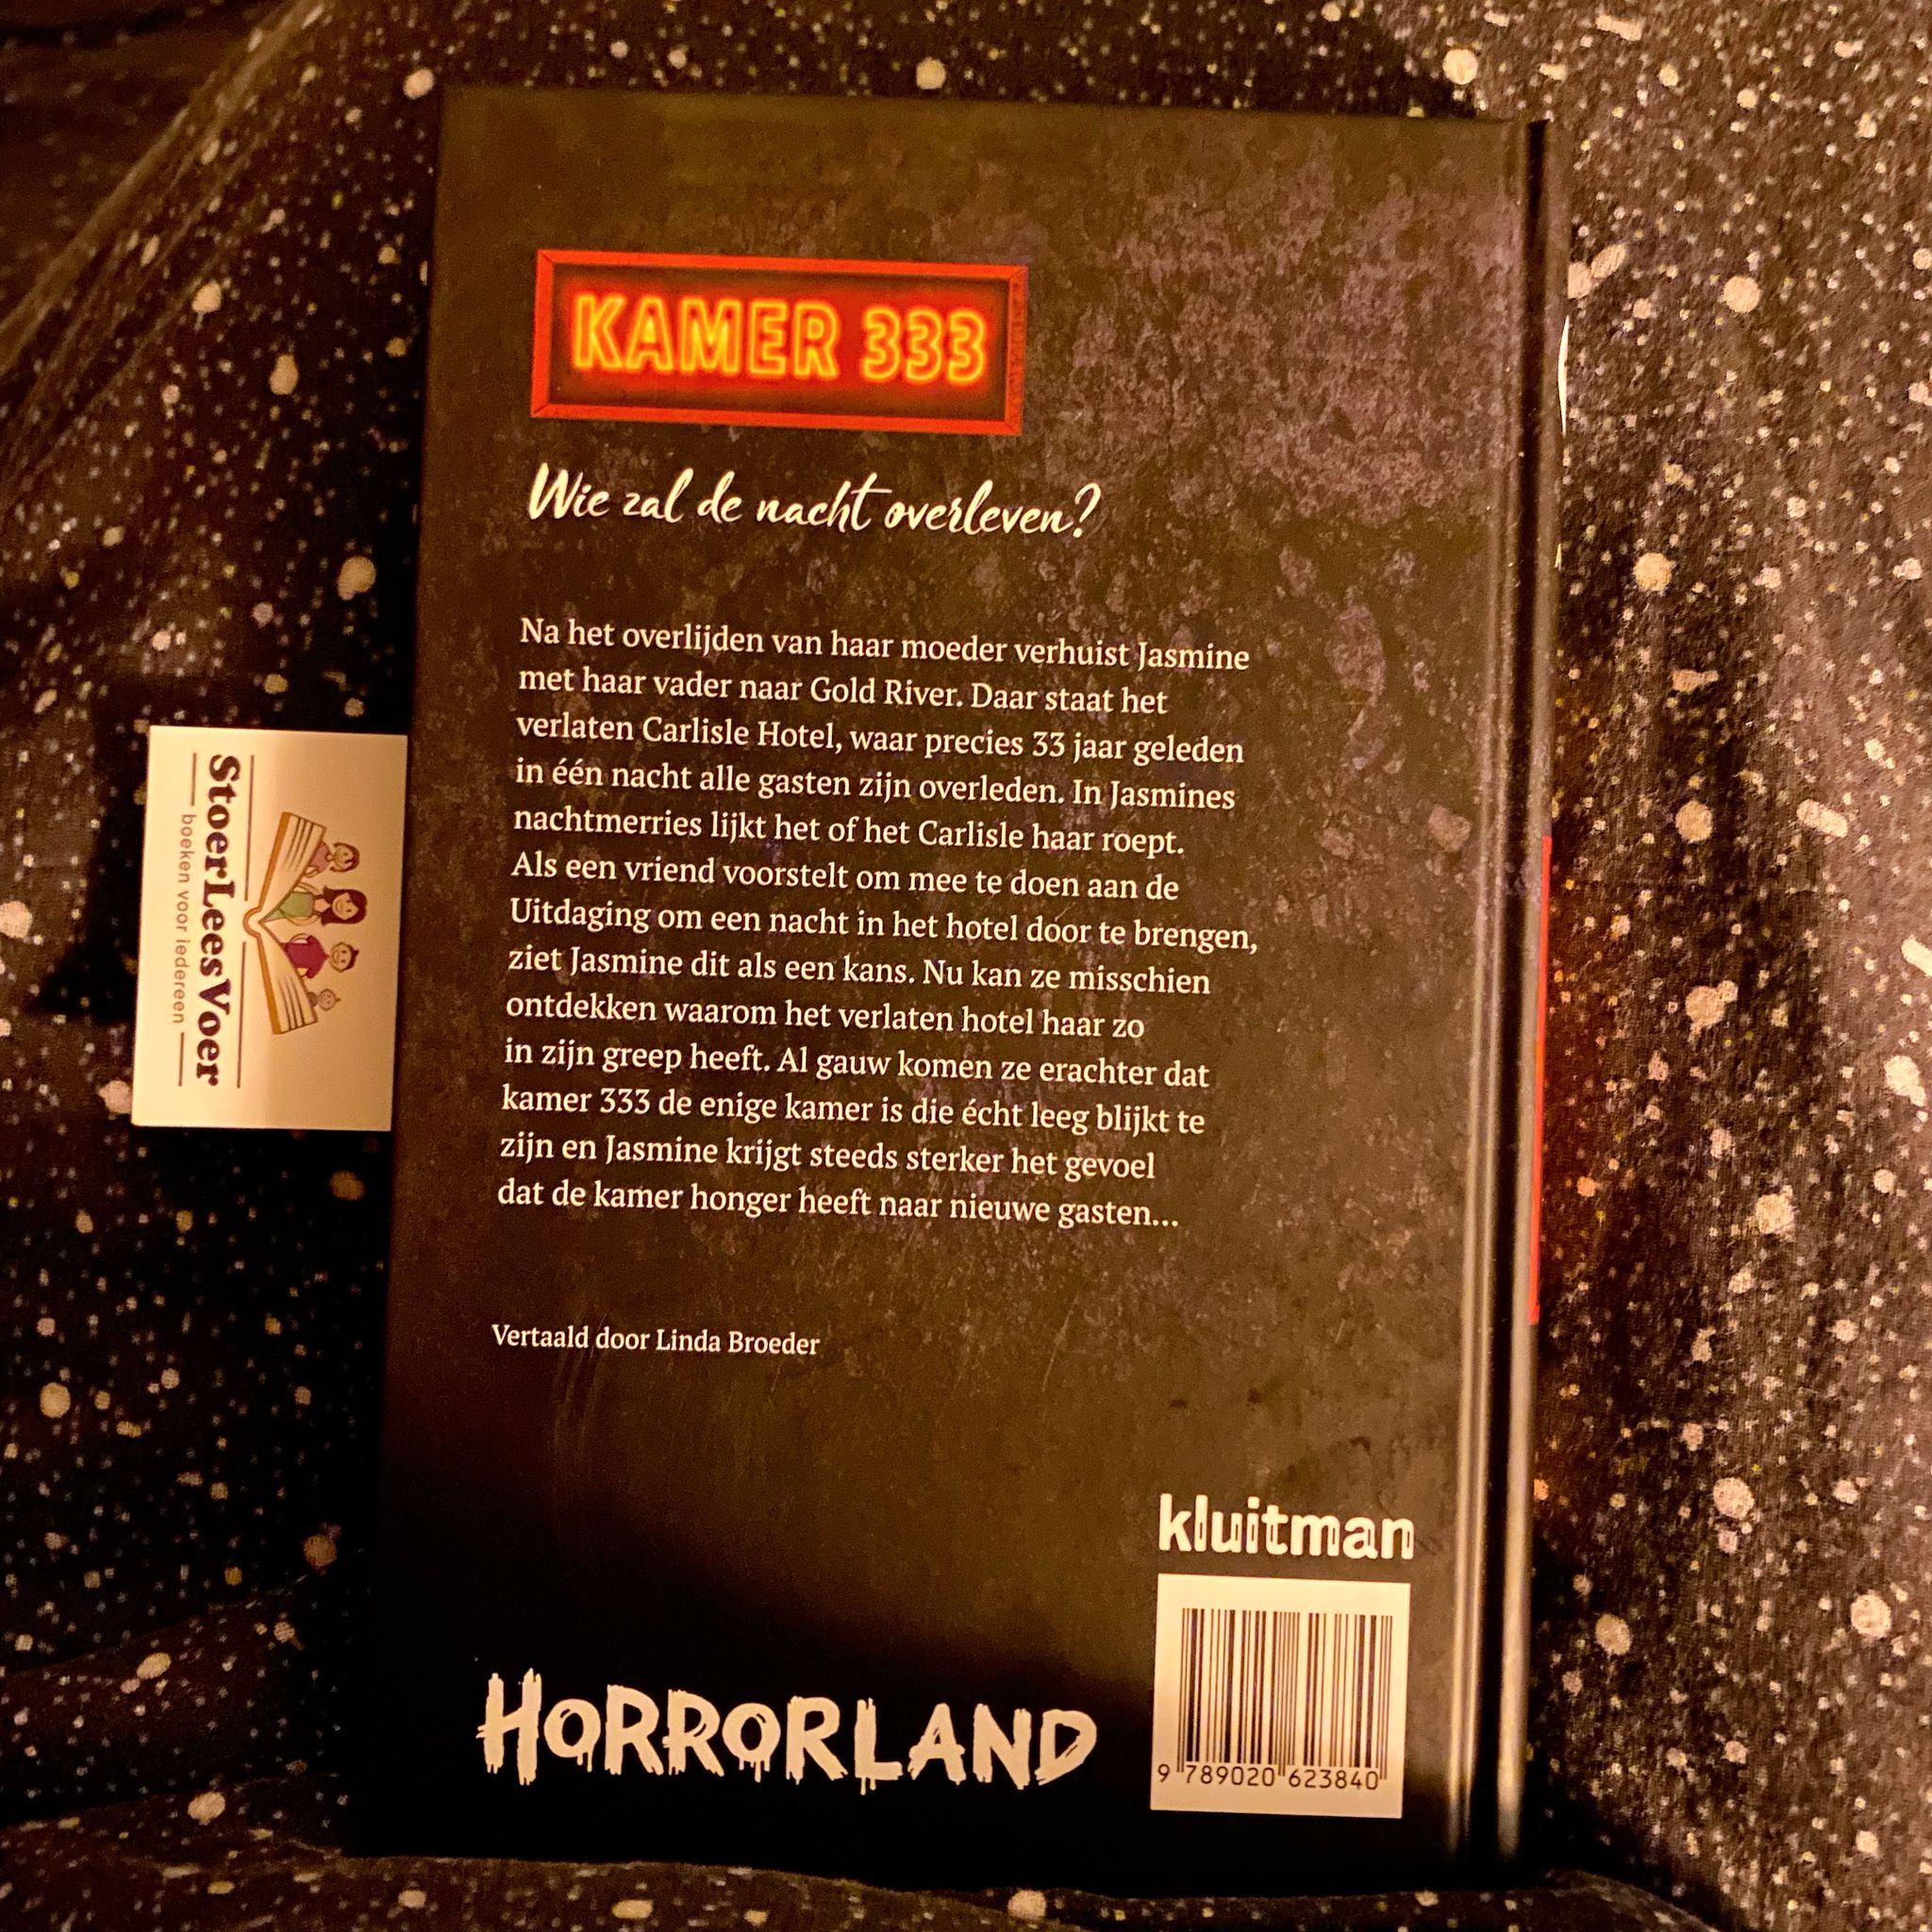 KAMER 333
Wie zal de nacht overleven?
Na het overlijden van haar moeder verhuist Jasmine
met haar vader naar Gold River. Daar staat het
verlaten Carlisle Hotel, waar precies 33 jaar geleden
in één nacht alle gasten zijn overleden. In Jasmines
nachtmerries lijkt het of het Carlisle haar roept.
Als een vriend voorstelt om mee te doen aan de
Uitdaging om een nacht in het hotel door te brengen,
ziet Jasmine dit als een kans. Nu kan ze misschien
ontdekken waarom het verlaten hotel haar zo
in zijn greep heeft. Al gauw komen ze erachter dat
kamer 333 de enige kamer is die écht leeg blijkt te
zijn en Jasmine krijgt steeds sterker het gevoel
dat de kamer honger heeft naar nieuwe gasten...
Vertaald door Linda Broeder
kluitman
HORRORLAND
9 789020 623840
StoerLeesVoer
boeken voor iedereen